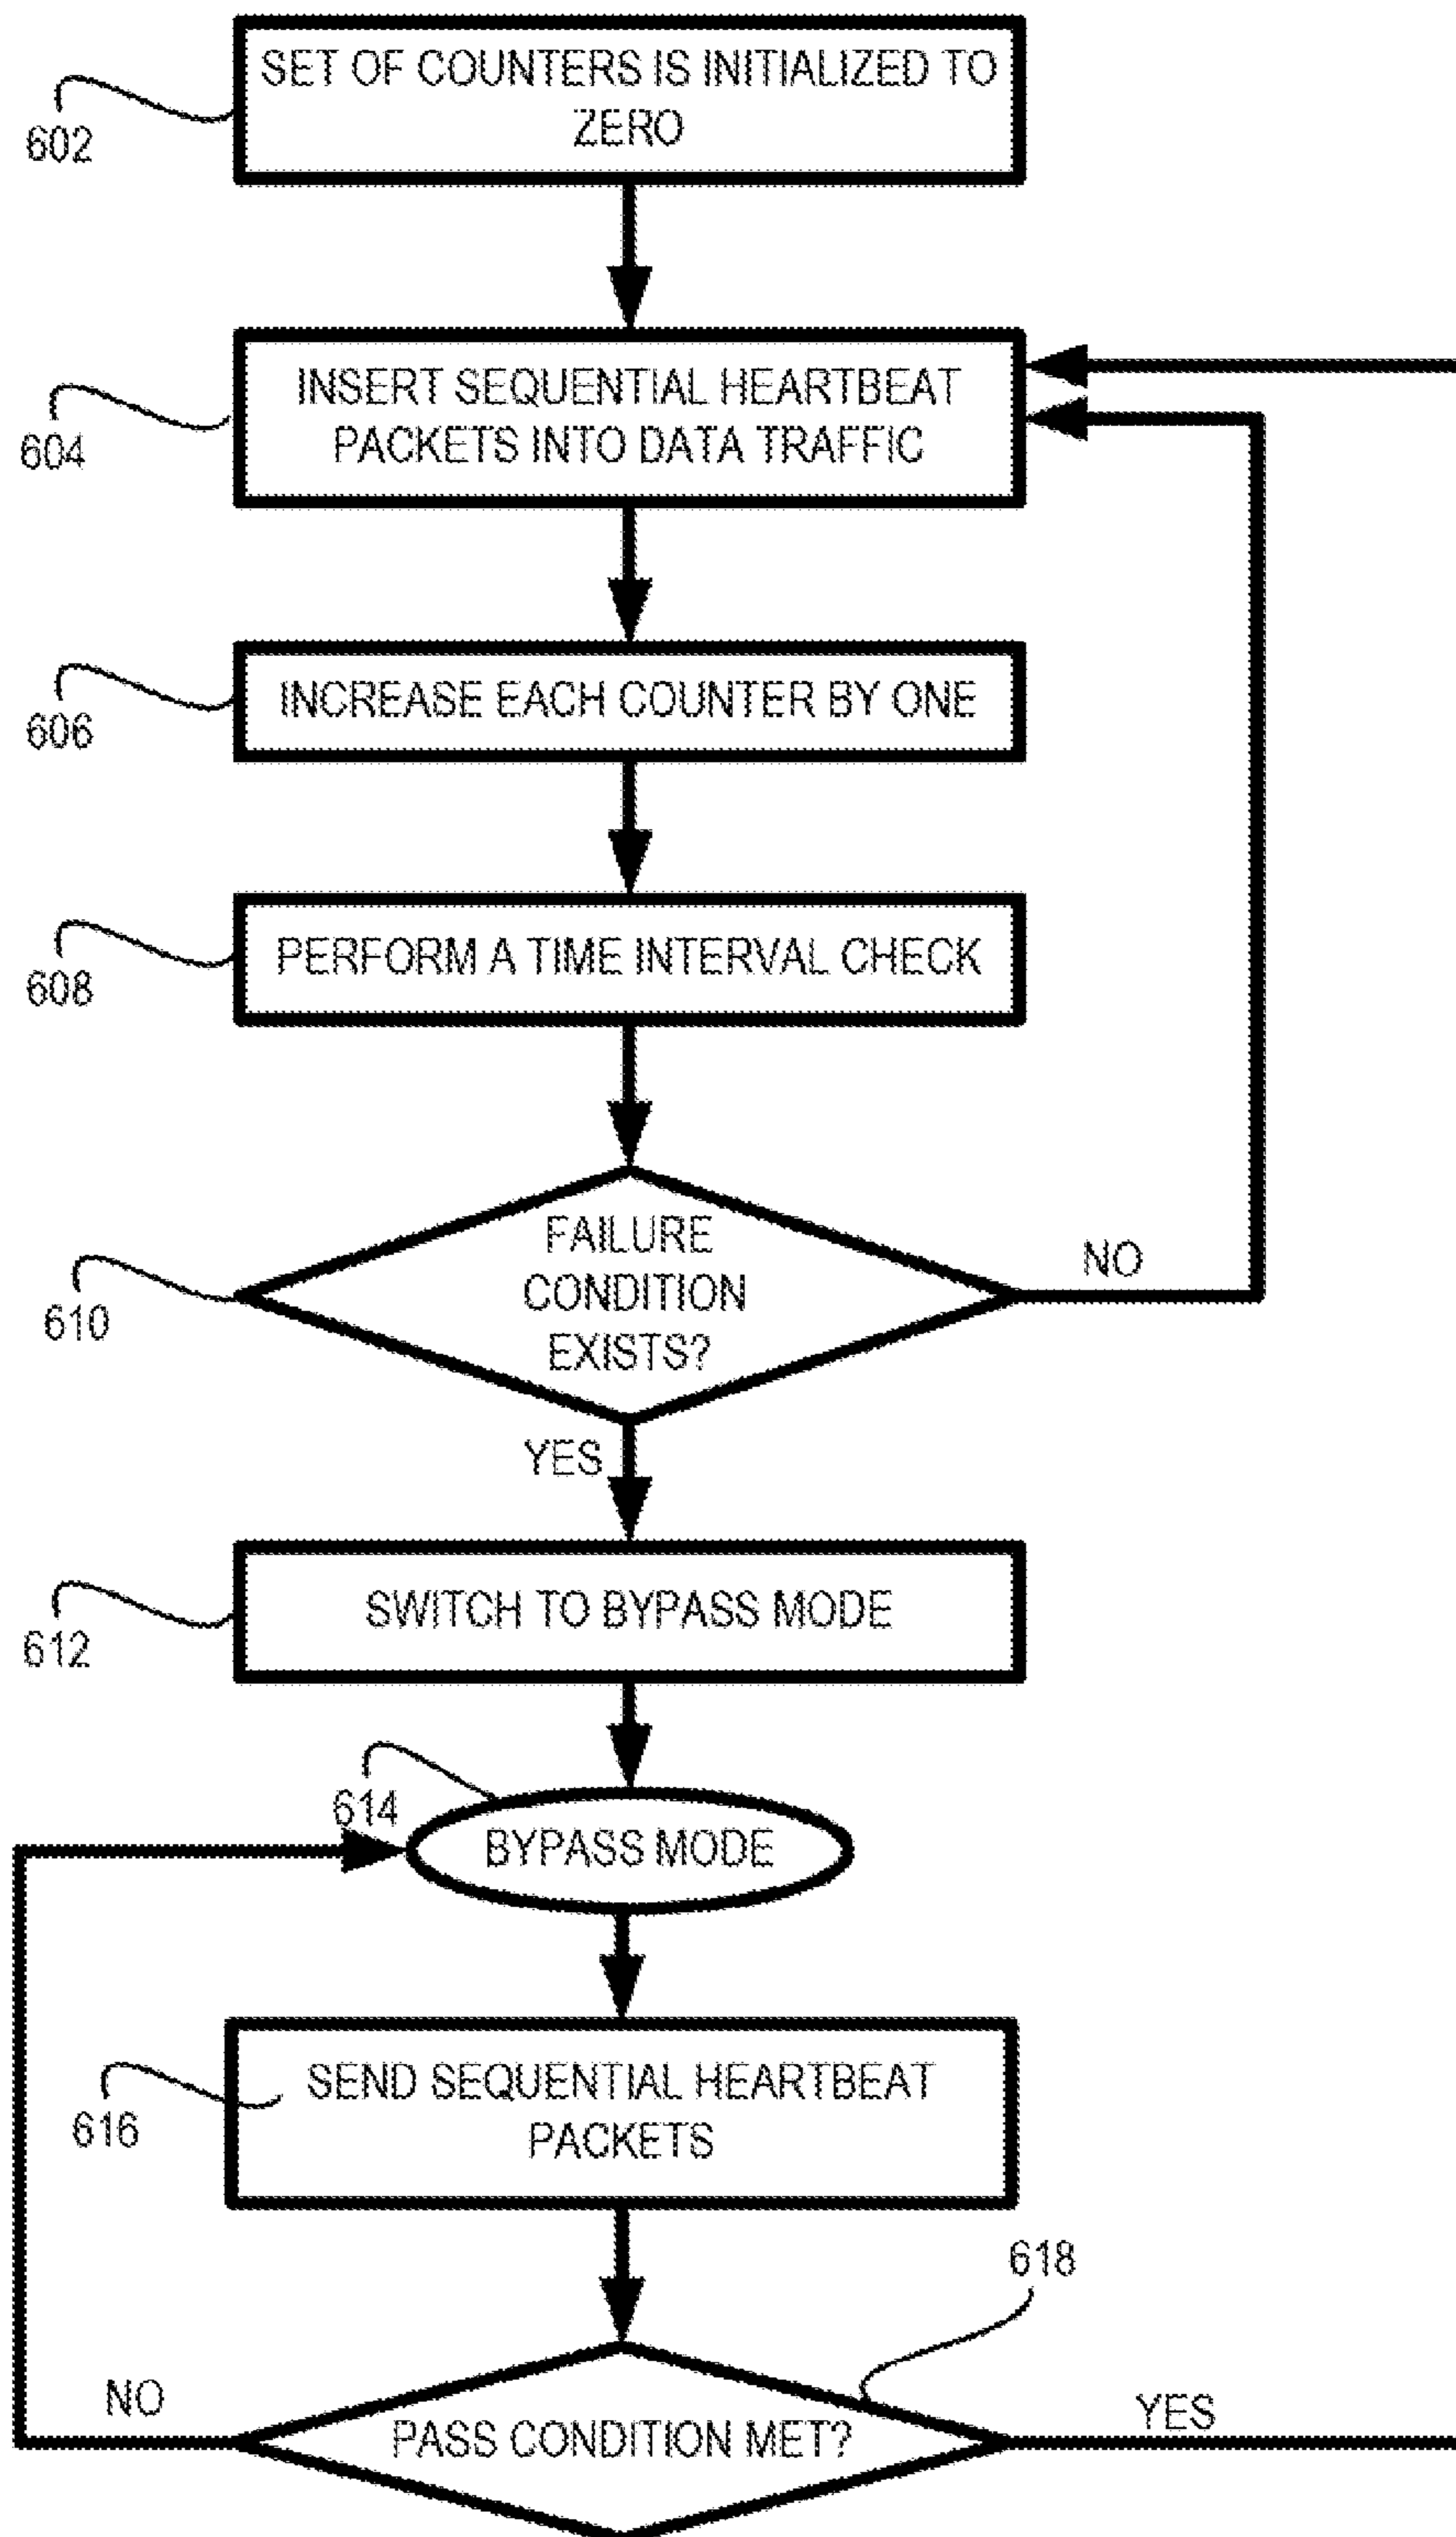 SET OF COUNTERS IS INITIALIZED TO
ZERO
602
INSERT SEQUENTIAL HEARTBEAT
PACKETS INTO DATA TRAFFIC
604
INCREASE EACH COUNTER BY ONE
606
PERFORM A TIME INTERVAL CHECK
608
FAILURE
CONDITION
EXISTS?
NO
610
YES
SWITCH TO BYPASS MODE
612
614
BYPASS MODE
SEND SEQUENTIAL HEARTBEAT
PACKETS
616
618
NO
PASS CONDITION MET?
YES